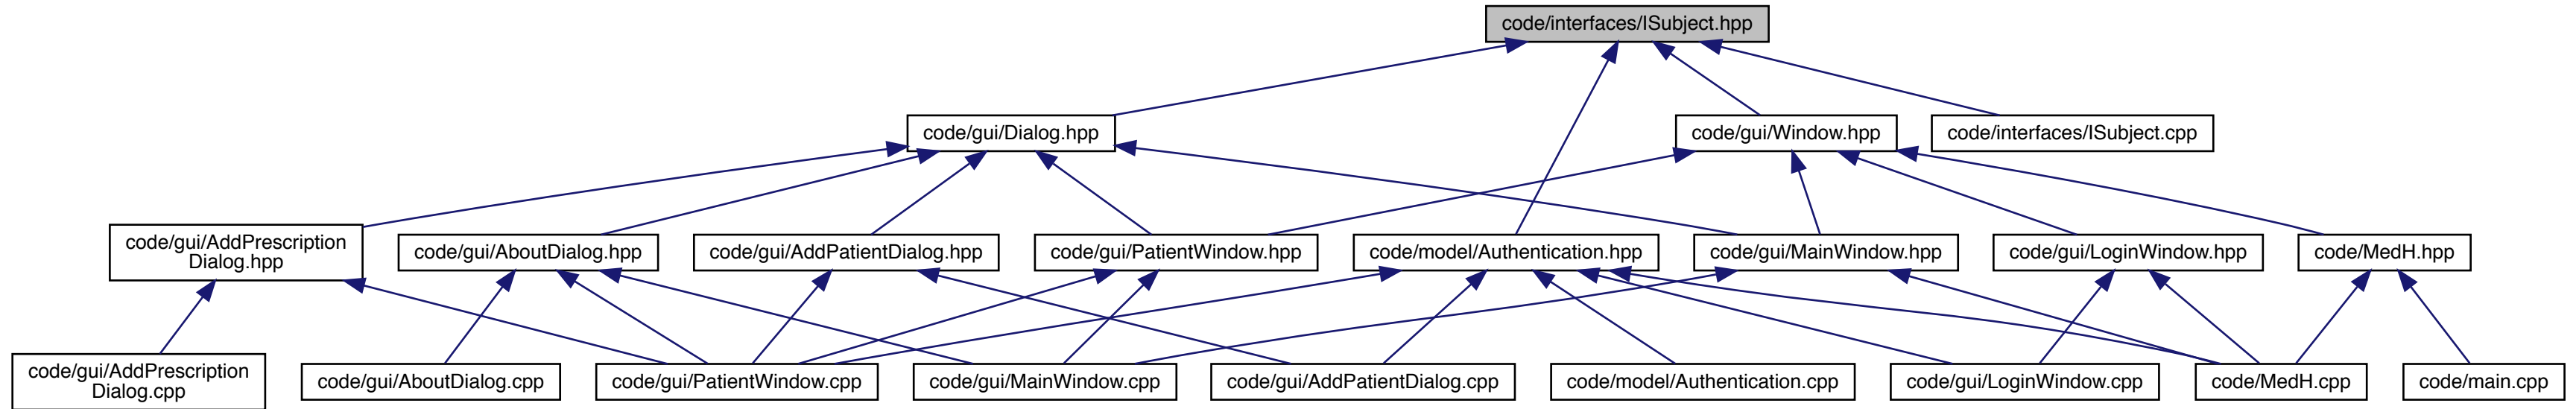 code/interfaces/ISubject.hpp
code/gui/Dialog.hpp
code/gui/Window.hpp
code/interfaces/ISubject.cpp
code/gui/AddPrescription
Dialog.hpp
code/gui/AboutDialog.hpp
code/gui/AddPatientDialog.hpp
code/gui/PatientWindow.hpp
code/model/Authentication.hpp
code/gui/MainWindow.hpp
code/gui/LoginWindow.hpp
code/MedH.hpp
code/gui/AddPrescription
Dialog.cpp
code/gui/AboutDialog.cpp
code/gui/PatientWindow.cpp
code/gui/MainWindow.cpp
code/gui/AddPatientDialog.cpp
code/model/Authentication.cpp
code/gui/LoginWindow.cpp
code/MedH.cpp
code/main.cpp